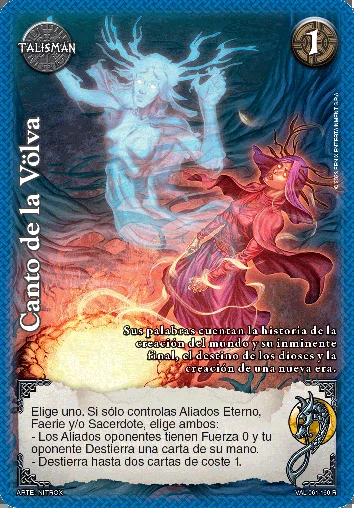 TALISMAN
1
Canto de la Völva
Sus palabras cuentan la historia de la
creación del mundo y su inminente
final, el destino de los dioses y la
creación de una nueva era.
Elige uno. Si sólo controlas Aliados Eterno,
Faerie y/o Sacerdote, elige ambos:
- Los Aliados oponentes tienen Fuerza 0 y tu
oponente Destierra una carta de su mano.
- Destierra hasta dos cartas de coste 1.
ARTE: NITROX